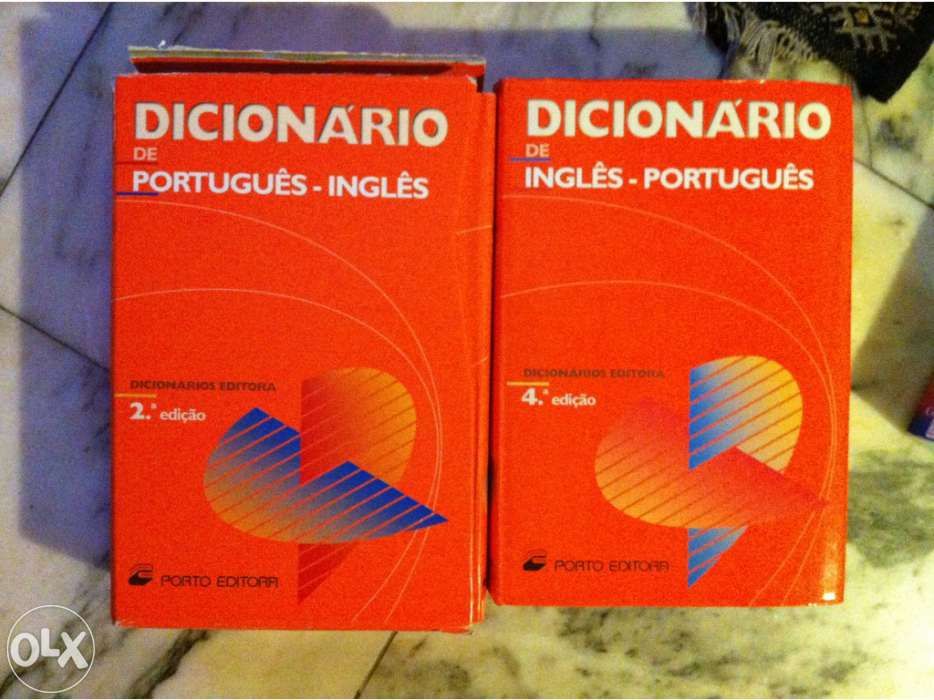 DICIONÁRIO
DE
PORTUGUÊS - INGLÊS
DICIONÁRIOS EDITORA
2.ª edição
PORTO EDITORA
DICIONÁRIO
DE
INGLÊS - PORTUGUÊS
DICIONÁRIOS EDITORA
4.ª edição
PORTO EDITORA
OLX